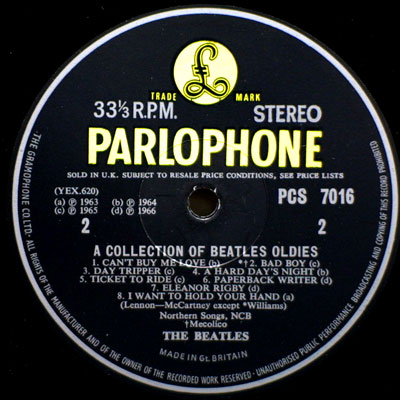 £
TRADE MARK
33⅓ R.P.M. STEREO
PARLOPHONE
SOLD IN U.K. SUBJECT TO RESALE PRICE CONDITIONS, SEE PRICE LISTS
(YEX.620) PCS 7016
(a) ℗ 1963 (b) ℗ 1964
(c) ℗ 1965 (d) ℗ 1966
2 2
A COLLECTION OF BEATLES OLDIES
1. CAN'T BUY ME LOVE (b) *†2. BAD BOY (c)
3. DAY TRIPPER (c) 4. A HARD DAY'S NIGHT (b)
5. TICKET TO RIDE (c) 6. PAPERBACK WRITER (d)
7. ELEANOR RIGBY (d)
8. I WANT TO HOLD YOUR HAND (a)
(Lennon—McCartney except *Williams)
Northern Songs, NCB
†Mecolico
THE BEATLES
MADE IN Gt. BRITAIN
THE GRAMOPHONE CO. LTD. ALL RIGHTS OF THE MANUFACTURER AND OF THE OWNER OF THE RECORDED WORK RESERVED · UNAUTHORISED PUBLIC PERFORMANCE BROADCASTING AND COPYING OF THIS RECORD PROHIBITED